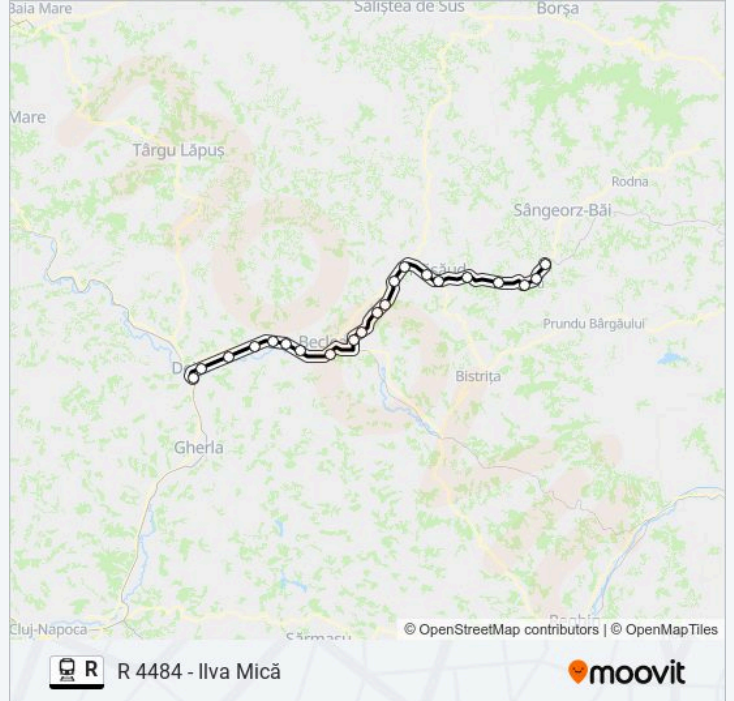 Baia Mare
Săliștea de Sus
Borșa
Mare
Târgu Lăpuș
Rodna
Sângeorz-Băi
Prundu Bârgăului
Bistrița
Gherla
Cluj-Napoca
Sărmașu
© OpenStreetMap contributors | © OpenMapTiles
R
R 4484 - Ilva Mică
moovit